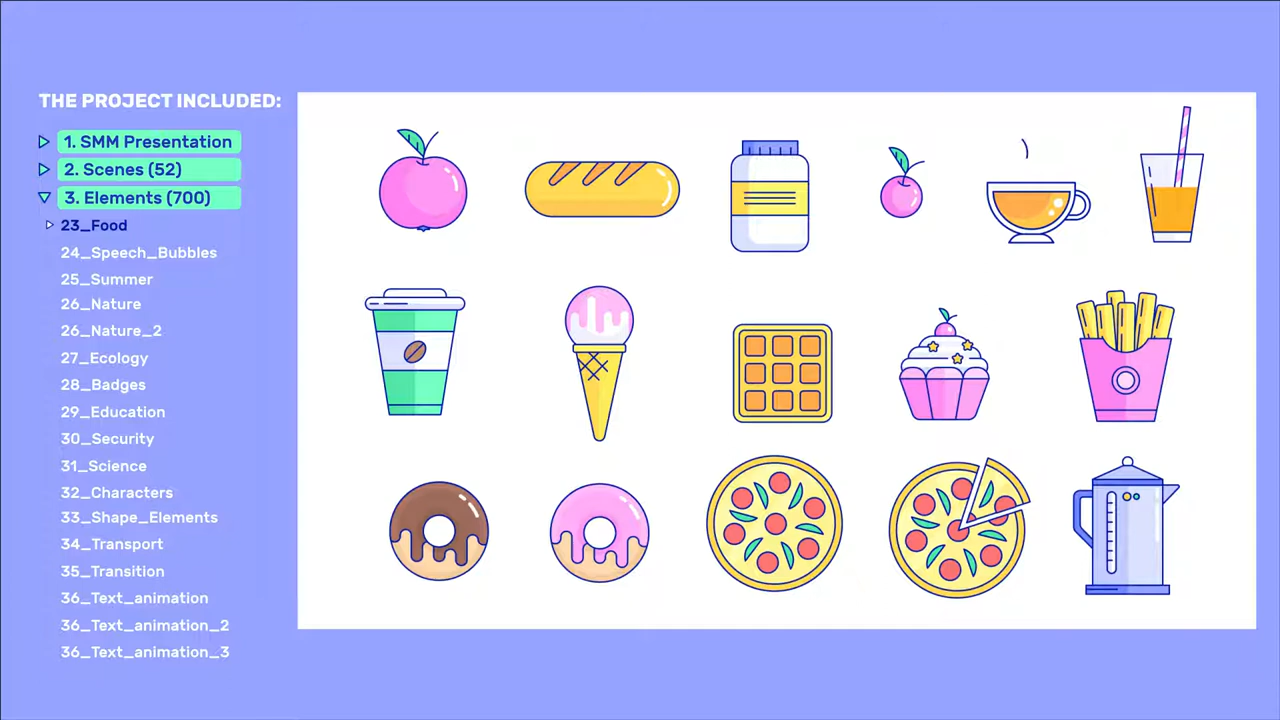 THE PROJECT INCLUDED:
1. SMM Presentation
2. Scenes (52)
3. Elements (700)
23_Food
24_Speech_Bubbles
25_Summer
26_Nature
26_Nature_2
27_Ecology
28_Badges
29_Education
30_Security
31_Science
32_Characters
33_Shape_Elements
34_Transport
35_Transition
36_Text_animation
36_Text_animation_2
36_Text_animation_3